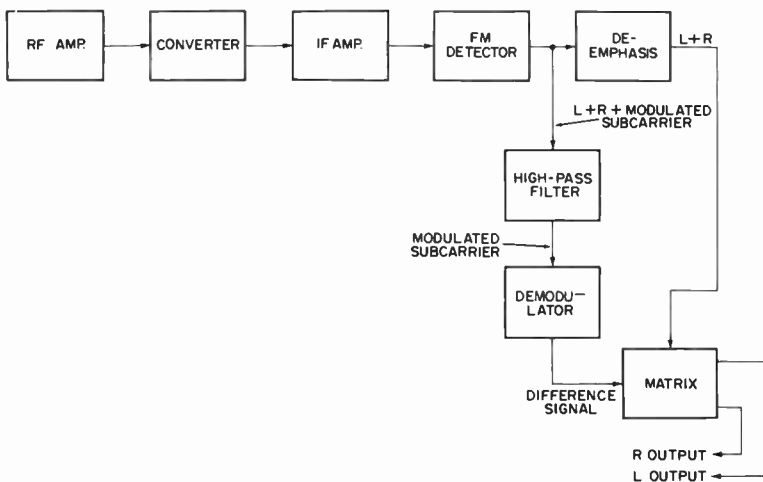 RF AMP.
CONVERTER
IF AMP.
FM
DETECTOR
DE-
EMPHASIS
L+R
L+R+MODULATED
SUBCARRIER
HIGH-PASS
FILTER
MODULATED
SUBCARRIER
DEMODU-
LATOR
DIFFERENCE
SIGNAL
MATRIX
R OUTPUT
L OUTPUT